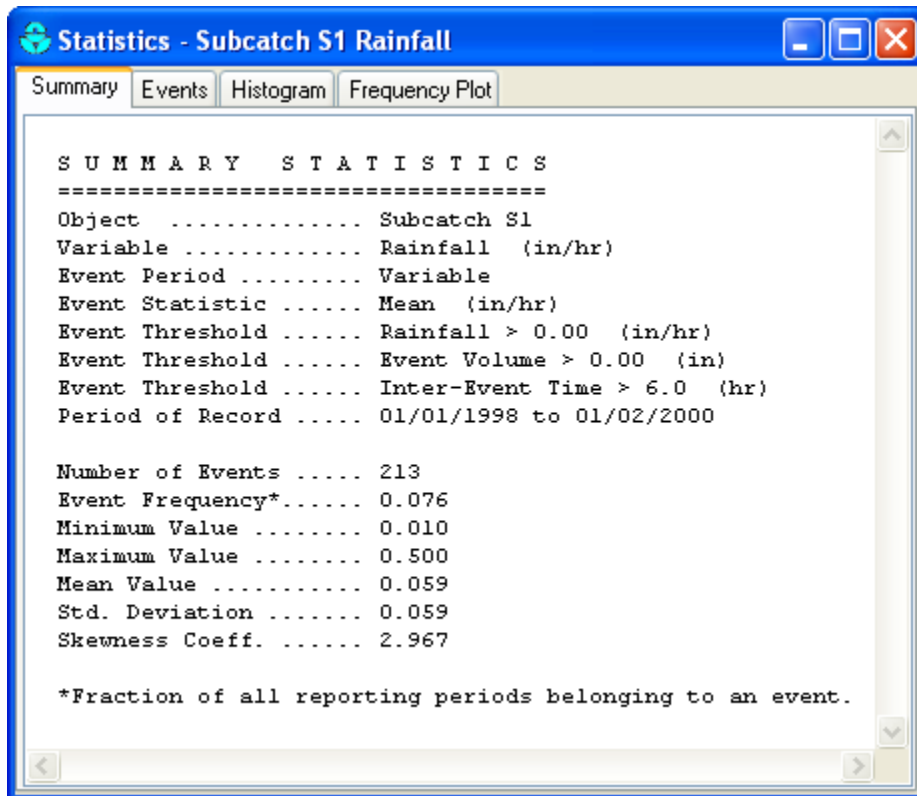 Statistics - Subcatch S1 Rainfall
Summary Events Histogram Frequency Plot
S U M M A R Y   S T A T I S T I C S
===================================
Object .............. Subcatch S1
Variable ............. Rainfall (in/hr)
Event Period ......... Variable
Event Statistic ...... Mean (in/hr)
Event Threshold ...... Rainfall > 0.00 (in/hr)
Event Threshold ...... Event Volume > 0.00 (in)
Event Threshold ...... Inter-Event Time > 6.0 (hr)
Period of Record ..... 01/01/1998 to 01/02/2000
Number of Events ..... 213
Event Frequency*...... 0.076
Minimum Value ........ 0.010
Maximum Value ........ 0.500
Mean Value ........... 0.059
Std. Deviation ....... 0.059
Skewness Coeff. ...... 2.967
*Fraction of all reporting periods belonging to an event.